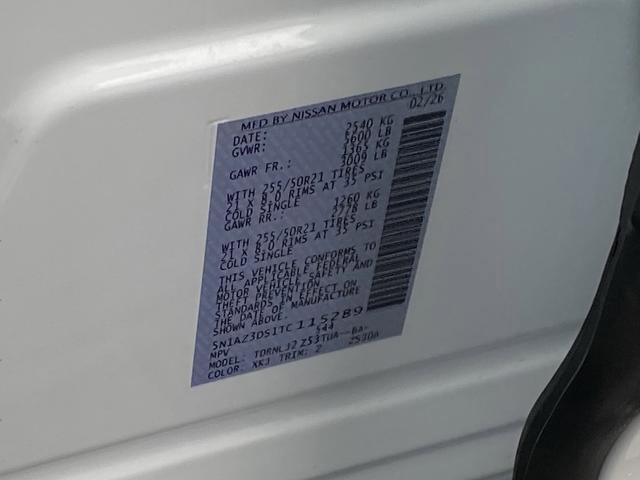 MFD BY NISSAN MOTOR CO., LTD.
DATE: 02/26
GVWR: 2540 KG
5600 LB
GAWR FR.: 1365 KG
3009 LB
WITH 255/50R21 TIRES
21 X 8.0 RIMS AT 35 PSI
COLD SINGLE
GAWR RR.: 1260 KG
2778 LB
WITH 255/50R21 TIRES
21 X 8.0 RIMS AT 35 PSI
COLD SINGLE
THIS VEHICLE CONFORMS TO
ALL APPLICABLE FEDERAL
MOTOR VEHICLE SAFETY AND
THEFT PREVENTION
STANDARDS IN EFFECT ON
THE DATE OF MANUFACTURE
SHOWN ABOVE.
5N1AZ3DS1TC115289
MPV 544
MODEL: TDRNLJ2 Z53TUA--BA-
COLOR: XKJ TRIM: Z